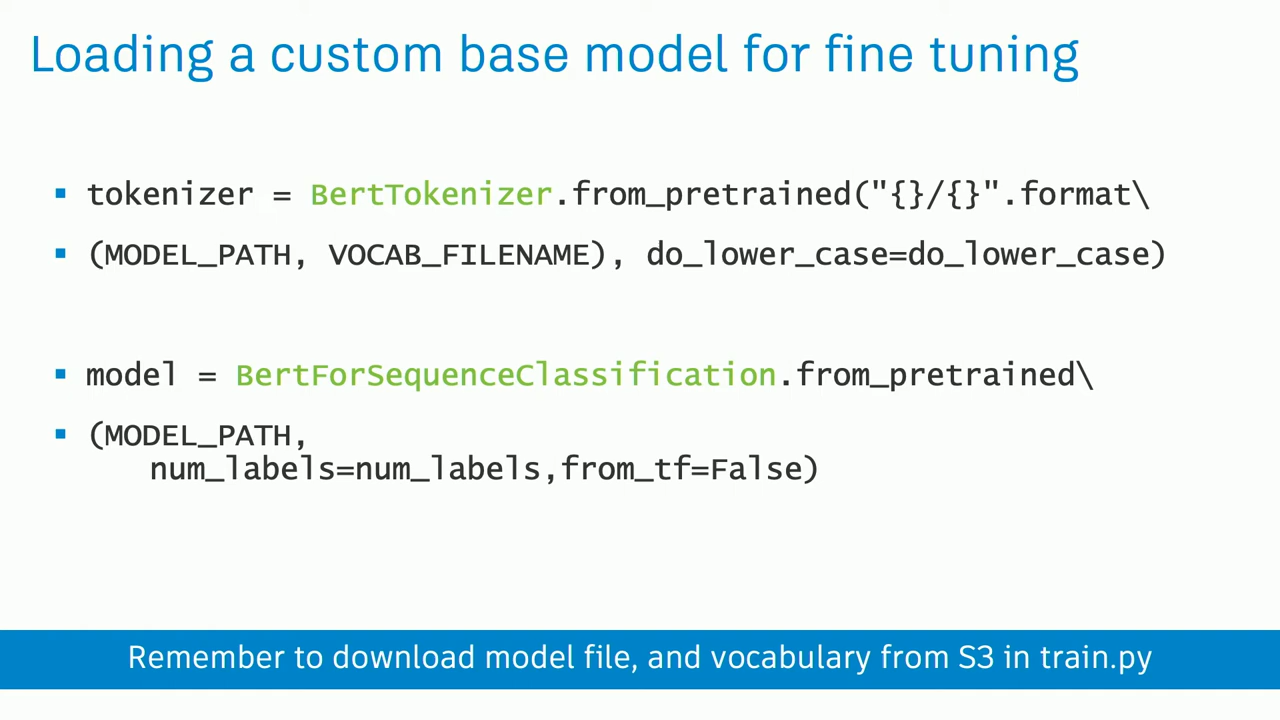 Loading a custom base model for fine tuning
▪ tokenizer = BertTokenizer.from_pretrained("{}/{}".format\
▪ (MODEL_PATH, VOCAB_FILENAME), do_lower_case=do_lower_case)
▪ model = BertForSequenceClassification.from_pretrained\
▪ (MODEL_PATH,
num_labels=num_labels,from_tf=False)
Remember to download model file, and vocabulary from S3 in train.py